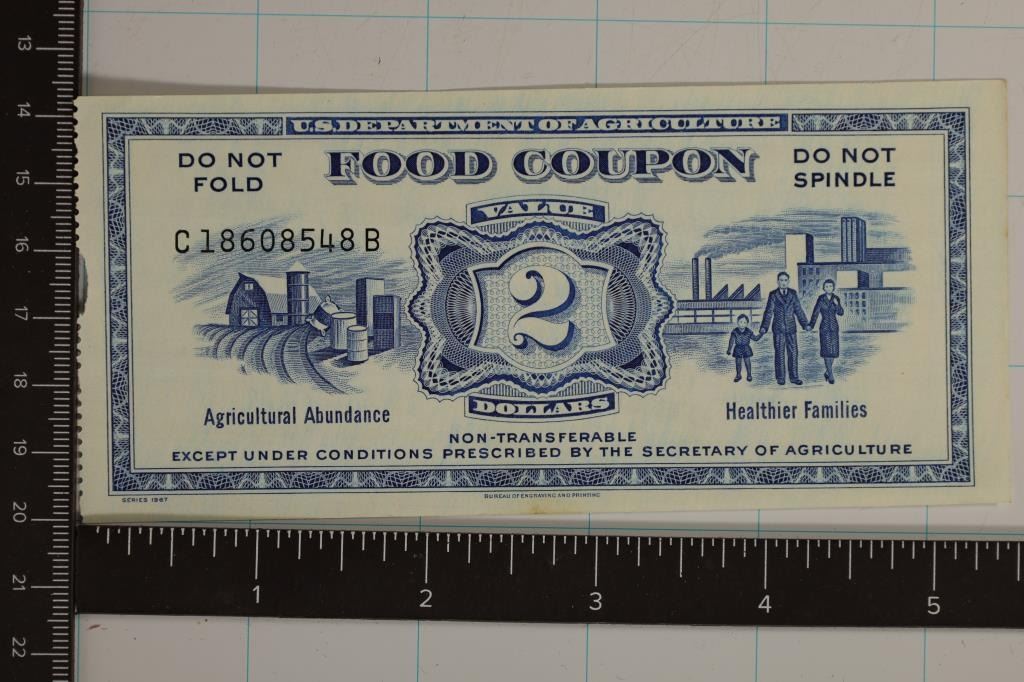 U.S. DEPARTMENT OF AGRICULTURE
DO NOT FOLD
FOOD COUPON
DO NOT SPINDLE
C18608548B
VALUE
2
DOLLARS
Agricultural Abundance
Healthier Families
NON-TRANSFERABLE
EXCEPT UNDER CONDITIONS PRESCRIBED BY THE SECRETARY OF AGRICULTURE
SERIES 1967
BUREAU OF ENGRAVING AND PRINTING
13
14
15
16
17
18
19
20
21
22
1 2 3 4 5